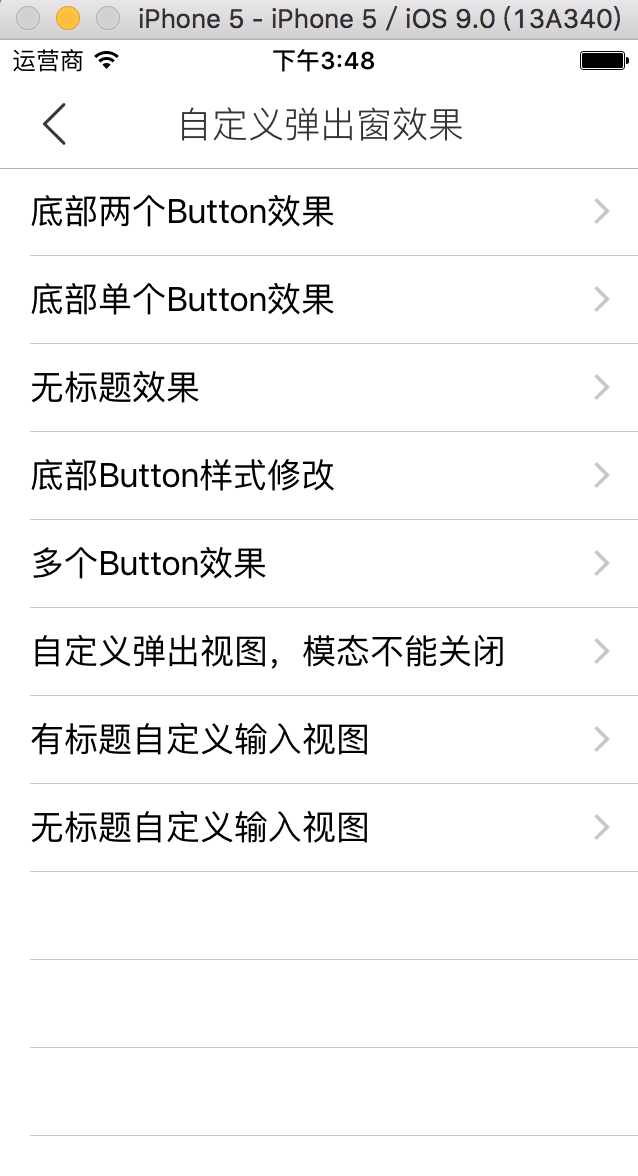 iPhone 5 - iPhone 5 / iOS 9.0 (13A340)
运营商 下午3:48
自定义弹出窗效果
底部两个Button效果
底部单个Button效果
无标题效果
底部Button样式修改
多个Button效果
自定义弹出视图，模态不能关闭
有标题自定义输入视图
无标题自定义输入视图